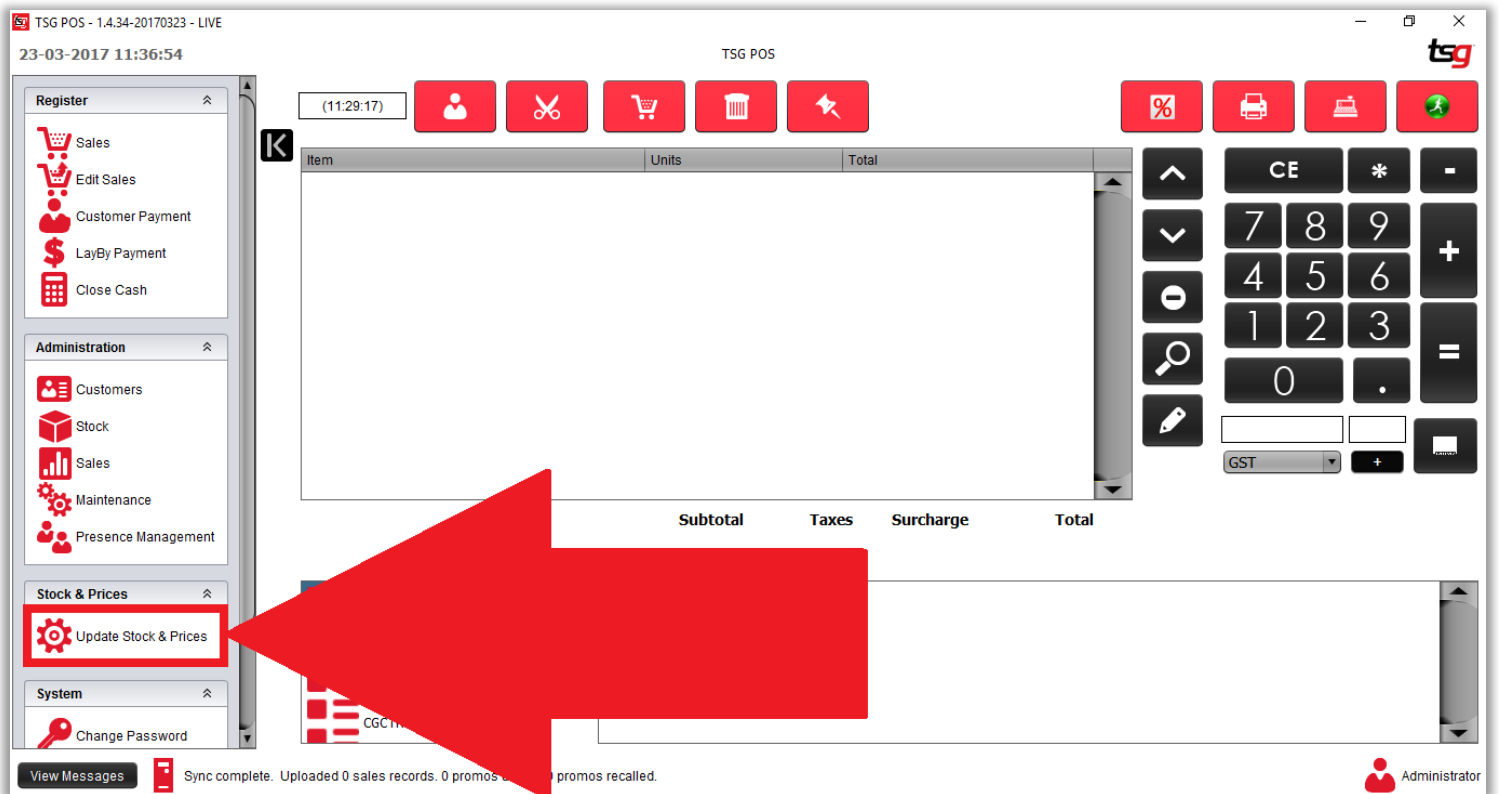 TSG POS - 1.4.34-20170323 - LIVE
23-03-2017 11:36:54
TSG POS
tsg
Register
Sales
Edit Sales
Customer Payment
LayBy Payment
Close Cash
Administration
Customers
Stock
Sales
Maintenance
Presence Management
Stock & Prices
Update Stock & Prices
System
Change Password
(11:29:17)
%
Item Units Total
CE * -
7 8 9 +
4 5 6
1 2 3 =
0 .
GST +
Subtotal Taxes Surcharge Total
View Messages
Sync complete. Uploaded 0 sales records. 0 promos promos recalled.
Administrator